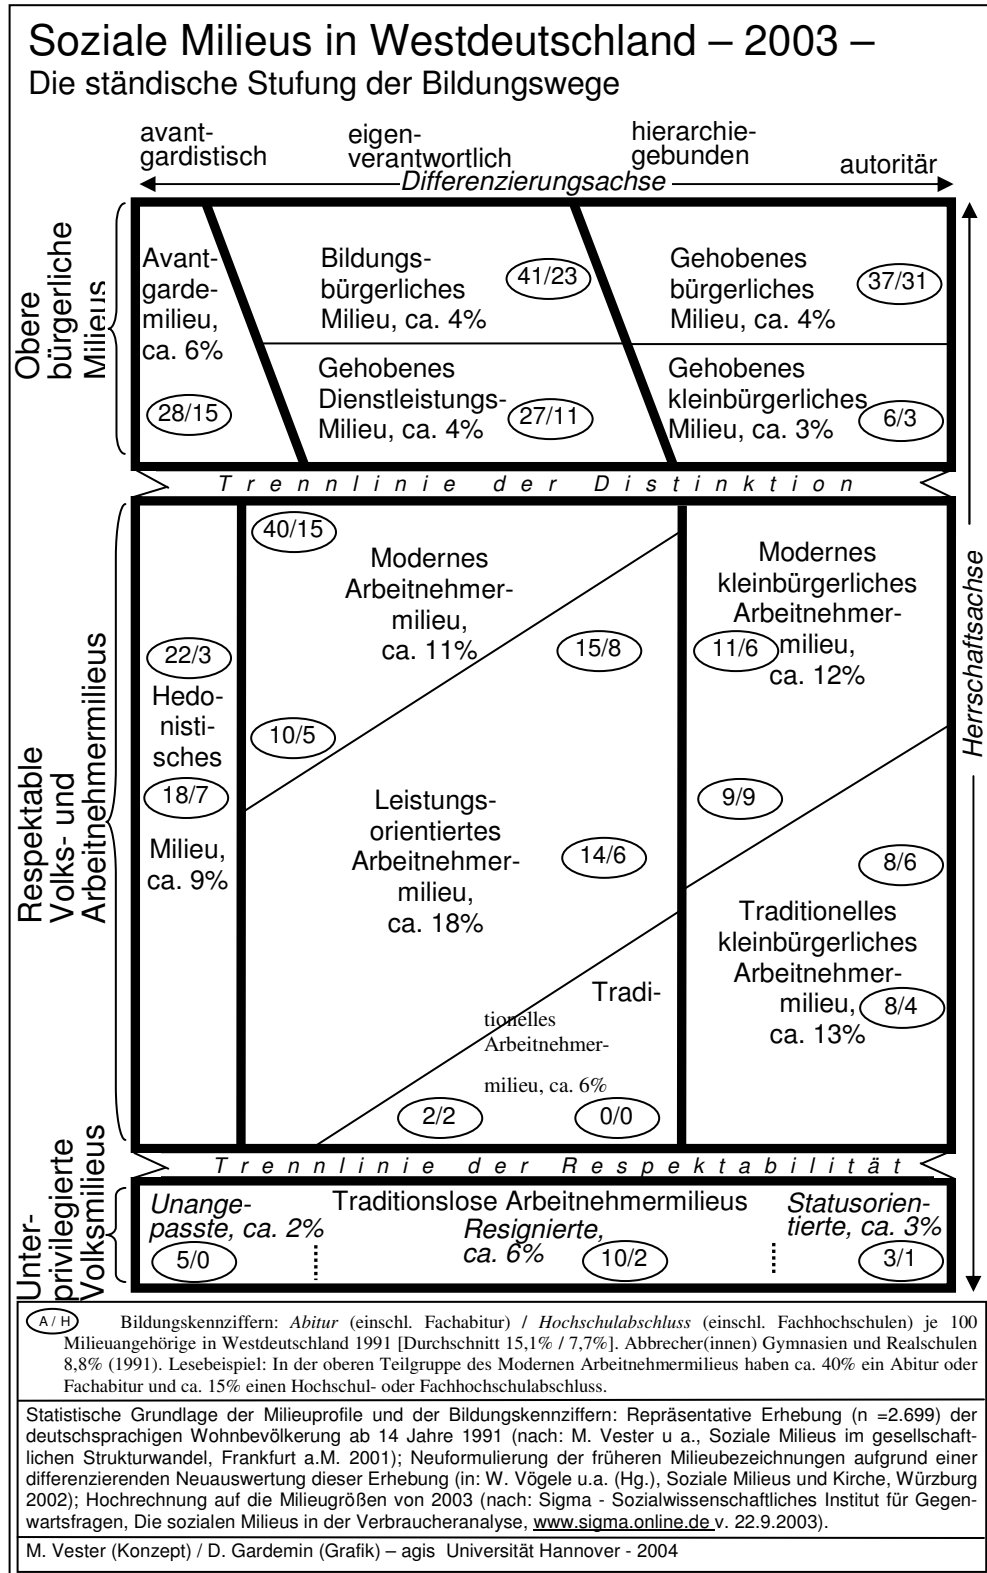 Soziale Milieus in Westdeutschland – 2003 –
Die ständische Stufung der Bildungswege
avant-
gardistisch
eigen-
verantwortlich
hierarchie-
gebunden
autoritär
Differenzierungsachse
Obere
bürgerliche
Milieus
Avant-
garde-
milieu,
ca. 6%
28/15
Bildungs-
bürgerliches
Milieu, ca. 4%
41/23
Gehobenes
bürgerliches
Milieu, ca. 4%
37/31
Gehobenes
Dienstleistungs-
Milieu, ca. 4%
27/11
Gehobenes
kleinbürgerliches
Milieu, ca. 3%
6/3
Trennlinie der Distinktion
Herrschaftsachse
Respektable
Volks- und
Arbeitnehmermilieus
22/3
Hedo-
nisti-
sches
18/7
Milieu,
ca. 9%
40/15
Modernes
Arbeitnehmer-
milieu,
ca. 11%
10/5
15/8
Leistungs-
orientiertes
Arbeitnehmer-
milieu,
ca. 18%
14/6
Tradi-
tionelles
Arbeitnehmer-
milieu, ca. 6%
2/2
0/0
Modernes
kleinbürgerliches
Arbeitnehmer-
milieu,
ca. 12%
11/6
9/9
8/6
Traditionelles
kleinbürgerliches
Arbeitnehmer-
milieu,
ca. 13%
8/4
Trennlinie der Respektabilität
Unter-
privilegierte
Volksmilieus
Traditionslose Arbeitnehmermilieus
Unange-
passte, ca. 2%
5/0
Resignierte,
ca. 6%
10/2
Statusorien-
tierte, ca. 3%
3/1
A / H Bildungskennziffern: Abitur (einschl. Fachabitur) / Hochschulabschluss (einschl. Fachhochschulen) je 100
Milieuangehörige in Westdeutschland 1991 [Durchschnitt 15,1% / 7,7%]. Abbrecher(innen) Gymnasien und Realschulen
8,8% (1991). Lesebeispiel: In der oberen Teilgruppe des Modernen Arbeitnehmermilieus haben ca. 40% ein Abitur oder
Fachabitur und ca. 15% einen Hochschul- oder Fachhochschulabschluss.
Statistische Grundlage der Milieuprofile und der Bildungskennziffern: Repräsentative Erhebung (n =2.699) der
deutschsprachigen Wohnbevölkerung ab 14 Jahre 1991 (nach: M. Vester u a., Soziale Milieus im gesellschaft-
lichen Strukturwandel, Frankfurt a.M. 2001); Neuformulierung der früheren Milieubezeichnungen aufgrund einer
differenzierenden Neuauswertung dieser Erhebung (in: W. Vögele u.a. (Hg.), Soziale Milieus und Kirche, Würzburg
2002); Hochrechnung auf die Milieugrößen von 2003 (nach: Sigma - Sozialwissenschaftliches Institut für Gegen-
wartsfragen, Die sozialen Milieus in der Verbraucheranalyse, www.sigma.online.de v. 22.9.2003).
M. Vester (Konzept) / D. Gardemin (Grafik) – agis Universität Hannover - 2004